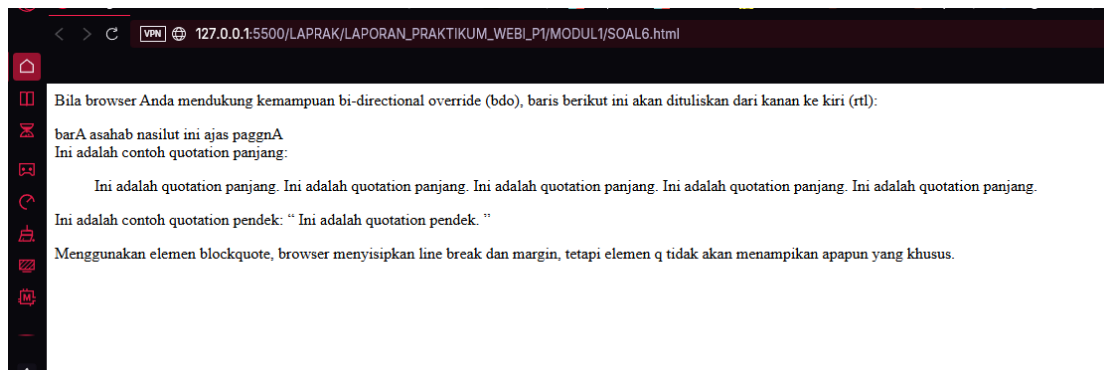 VPN 127.0.0.1:5500/LAPRAK/LAPORAN_PRAKTIKUM_WEBI_P1/MODUL1/SOAL6.html
Bila browser Anda mendukung kemampuan bi-directional override (bdo), baris berikut ini akan dituliskan dari kanan ke kiri (rtl):
barA asahab nasilut ini ajas paggnA
Ini adalah contoh quotation panjang:
Ini adalah quotation panjang. Ini adalah quotation panjang. Ini adalah quotation panjang. Ini adalah quotation panjang. Ini adalah quotation panjang.
Ini adalah contoh quotation pendek: “ Ini adalah quotation pendek. ”
Menggunakan elemen blockquote, browser menyisipkan line break dan margin, tetapi elemen q tidak akan menampikan apapun yang khusus.